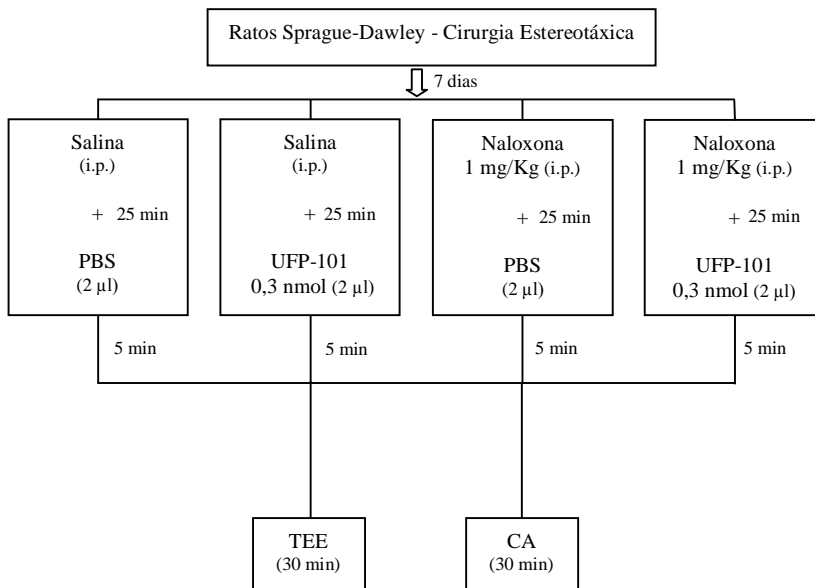 Ratos Sprague-Dawley - Cirurgia Estereotáxica
7 dias
Salina
(i.p.)
+ 25 min
PBS
(2 µl)
Salina
(i.p.)
+ 25 min
UFP-101
0,3 nmol (2 µl)
Naloxona
1 mg/Kg (i.p.)
+ 25 min
PBS
(2 µl)
Naloxona
1 mg/Kg (i.p.)
+ 25 min
UFP-101
0,3 nmol (2 µl)
5 min
5 min
5 min
5 min
TEE
(30 min)
CA
(30 min)